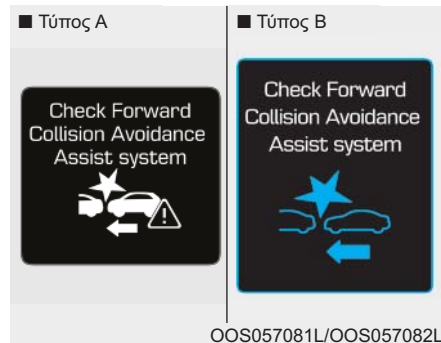 ■ Τύπος A
Check Forward
Collision Avoidance
Assist system
■ Τύπος B
Check Forward
Collision Avoidance
Assist system
OOS057081L/OOS057082L